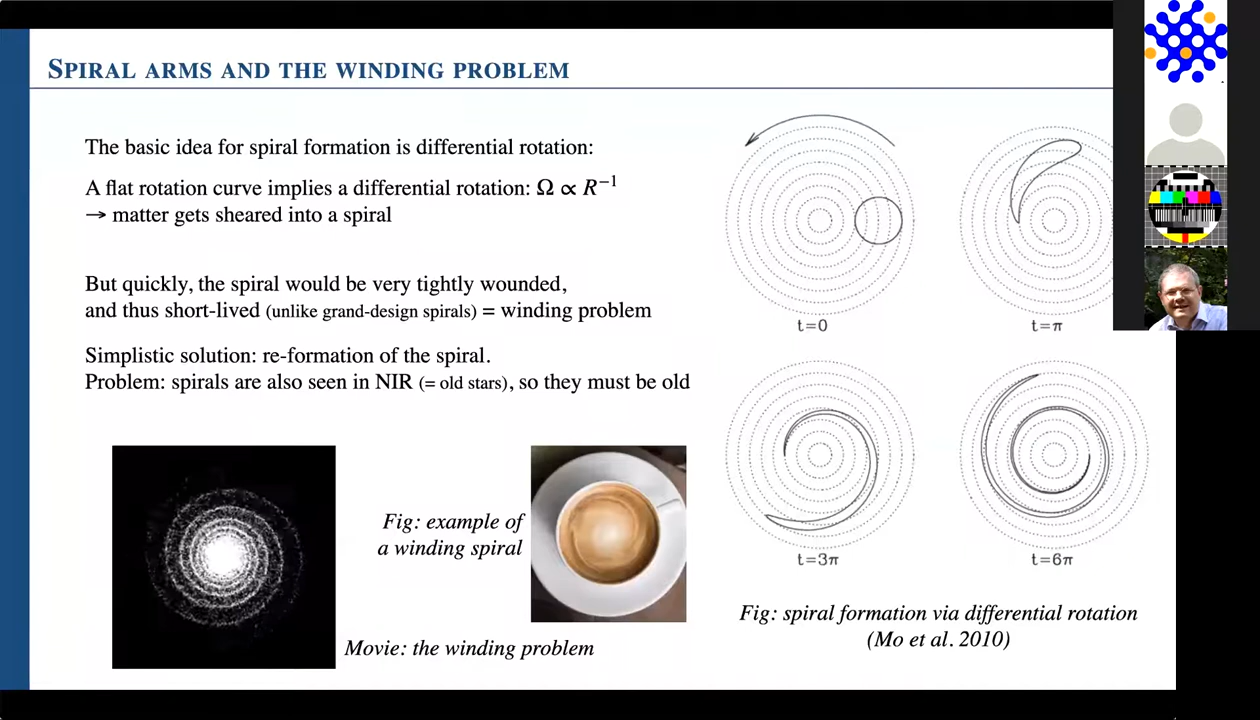 SPIRAL ARMS AND THE WINDING PROBLEM
The basic idea for spiral formation is differential rotation:
A flat rotation curve implies a differential rotation: Ω ∝ R⁻¹
→ matter gets sheared into a spiral
But quickly, the spiral would be very tightly wounded,
and thus short-lived (unlike grand-design spirals) = winding problem
Simplistic solution: re-formation of the spiral.
Problem: spirals are also seen in NIR (= old stars), so they must be old
Fig: example of
a winding spiral
Movie: the winding problem
t=0
t=π
t=3π
t=6π
Fig: spiral formation via differential rotation
(Mo et al. 2010)